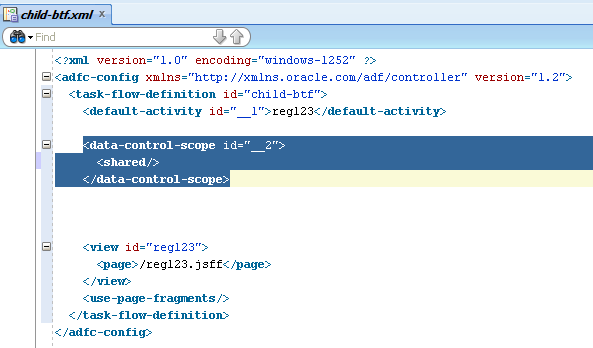 child-btf.xml
Find
<?xml version="1.0" encoding="windows-1252" ?>
<adfc-config xmlns="http://xmlns.oracle.com/adf/controller" version="1.2">
<task-flow-definition id="child-btf">
<default-activity id="__1">reg123</default-activity>
<data-control-scope id="__2">
<shared/>
</data-control-scope>
<view id="reg123">
<page>/reg123.jsff</page>
</view>
<use-page-fragments/>
</task-flow-definition>
</adfc-config>